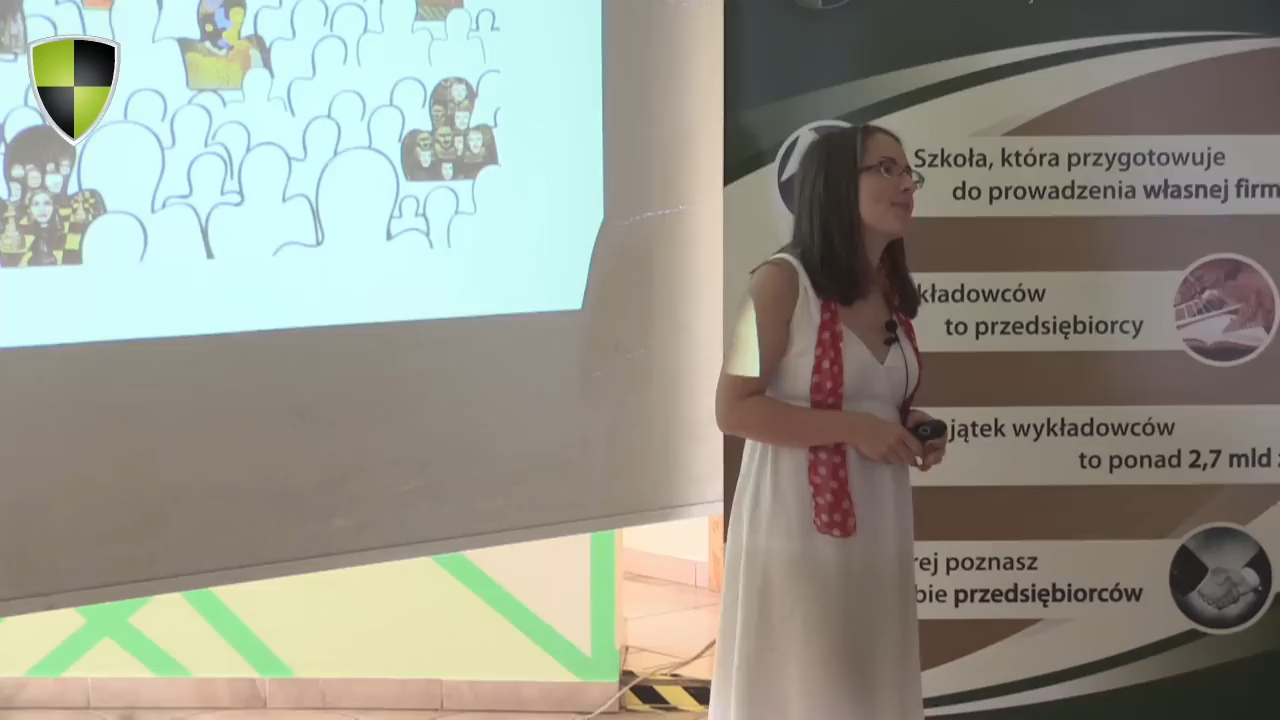 Szkoła, która przygotowuje
do prowadzenia własnej firm
kładowców
to przedsiębiorcy
jątek wykładowców
to ponad 2,7 mld
rej poznasz
bie przedsiębiorców